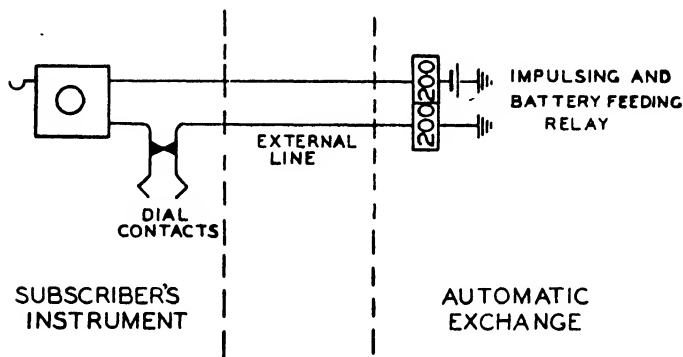 200
200
IMPULSING AND
BATTERY FEEDING
RELAY
EXTERNAL
LINE
DIAL
CONTACTS
SUBSCRIBER'S
INSTRUMENT
AUTOMATIC
EXCHANGE